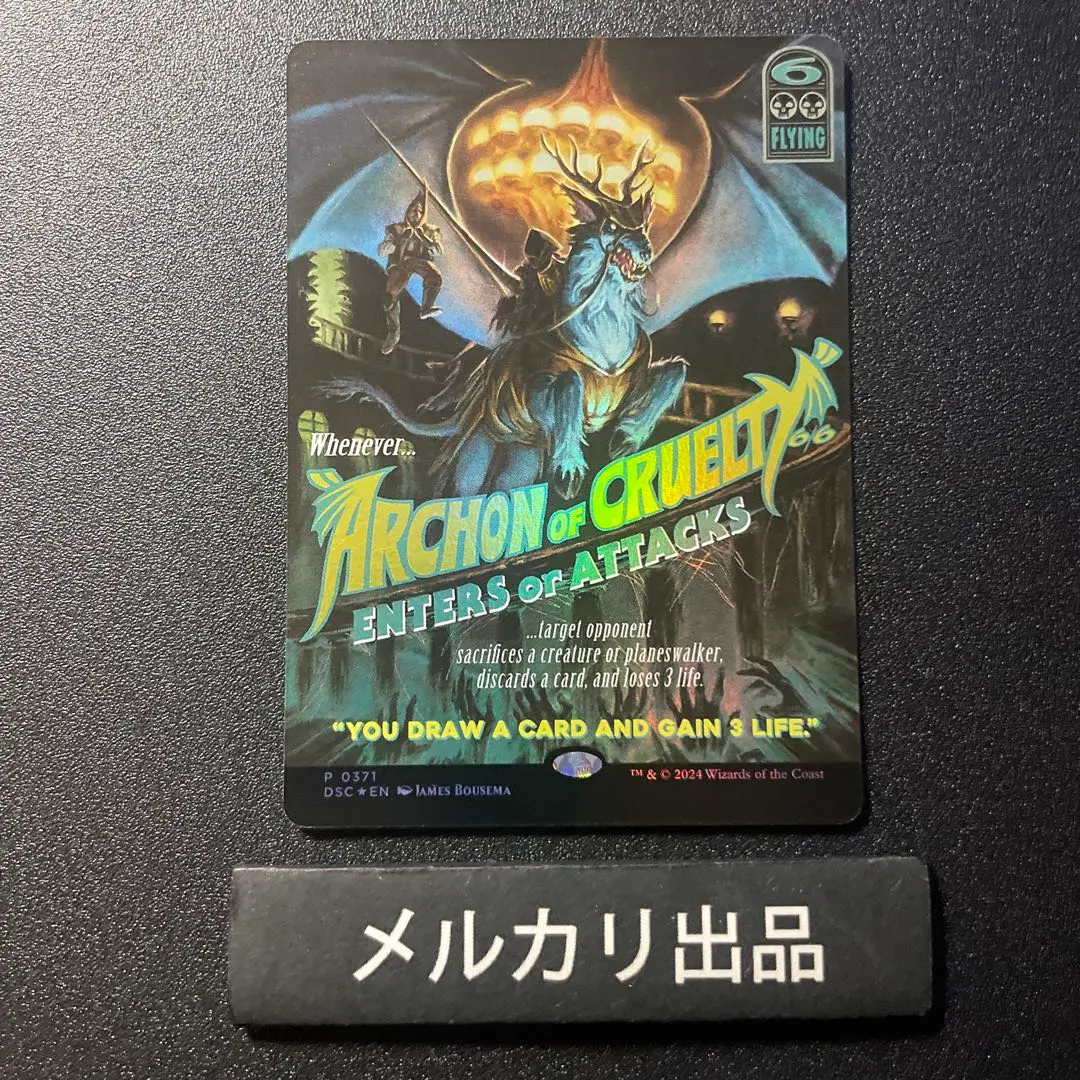 6
FLYING
Whenever...
"ARCHON OF CRUELTY"
6 6
ENTERS or ATTACKS
...target opponent
sacrifices a creature or planeswalker,
discards a card, and loses 3 life.
"YOU DRAW A CARD AND GAIN 3 LIFE."
P 0371
™ & © 2024 Wizards of the Coast
DSC★EN JAMES BOUSEMA
メルカリ出品